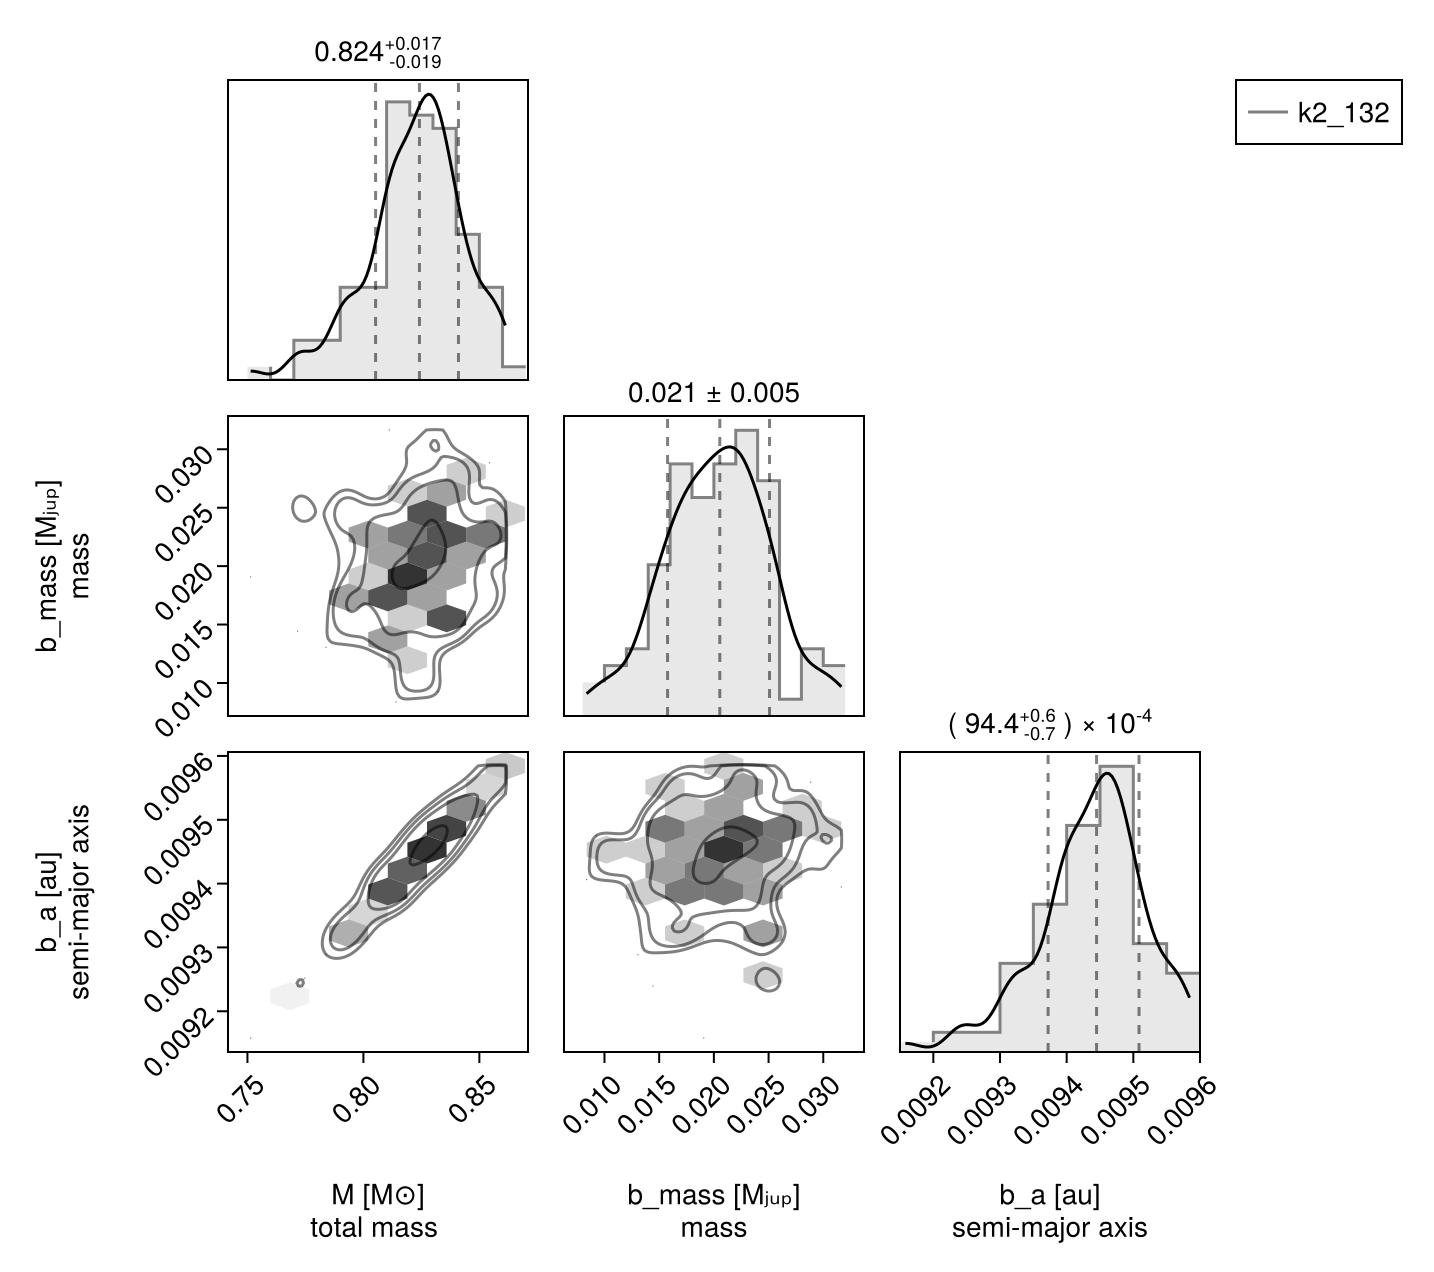 0.824 +0.017 -0.019
k2_132
0.021 ± 0.005
b_mass [Mⱼᵤₚ]
mass
0.030
0.025
0.020
0.015
0.010
( 94.4 +0.6 -0.7 ) × 10⁻⁴
b_a [au]
semi-major axis
0.0096
0.0095
0.0094
0.0093
0.0092
0.75 0.80 0.85
0.010 0.015 0.020 0.025 0.030
0.0092 0.0093 0.0094 0.0095 0.0096
M [M⊙]
total mass
b_mass [Mⱼᵤₚ]
mass
b_a [au]
semi-major axis